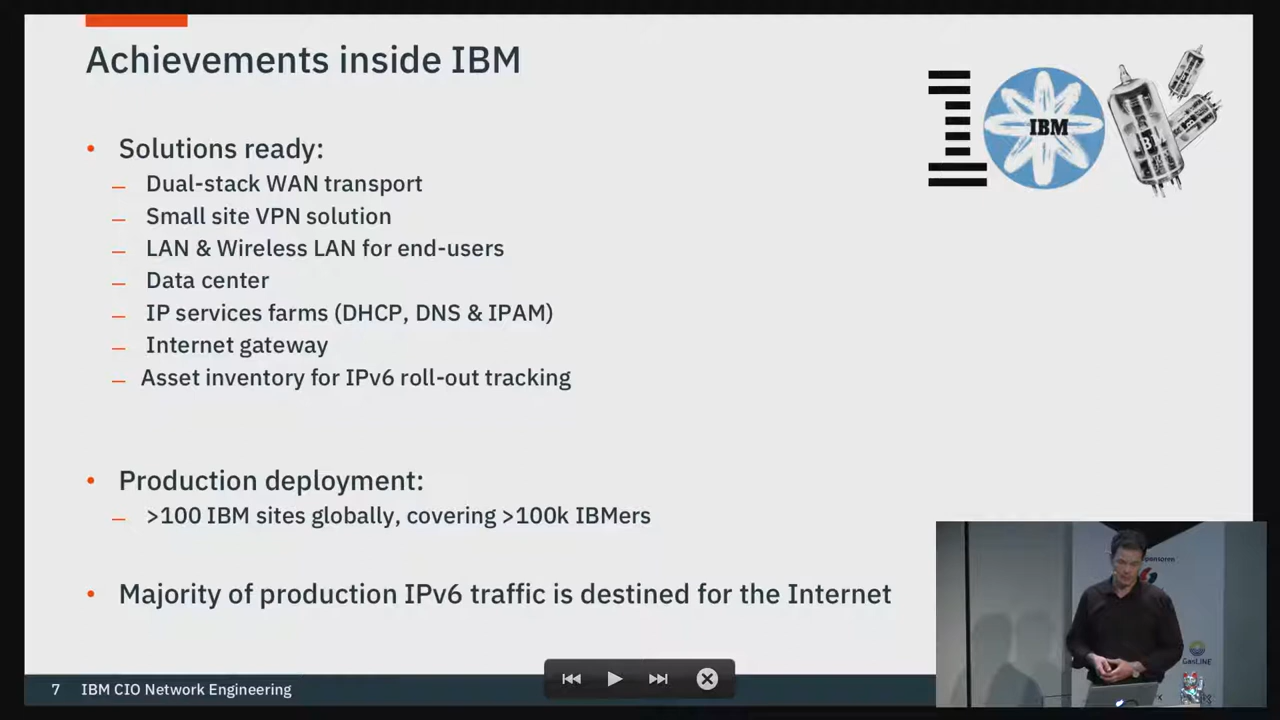 Achievements inside IBM
IBM
• Solutions ready:
– Dual-stack WAN transport
– Small site VPN solution
– LAN & Wireless LAN for end-users
– Data center
– IP services farms (DHCP, DNS & IPAM)
– Internet gateway
– Asset inventory for IPv6 roll-out tracking
• Production deployment:
– >100 IBM sites globally, covering >100k IBMers
• Majority of production IPv6 traffic is destined for the Internet
GasLINE
7 IBM CIO Network Engineering